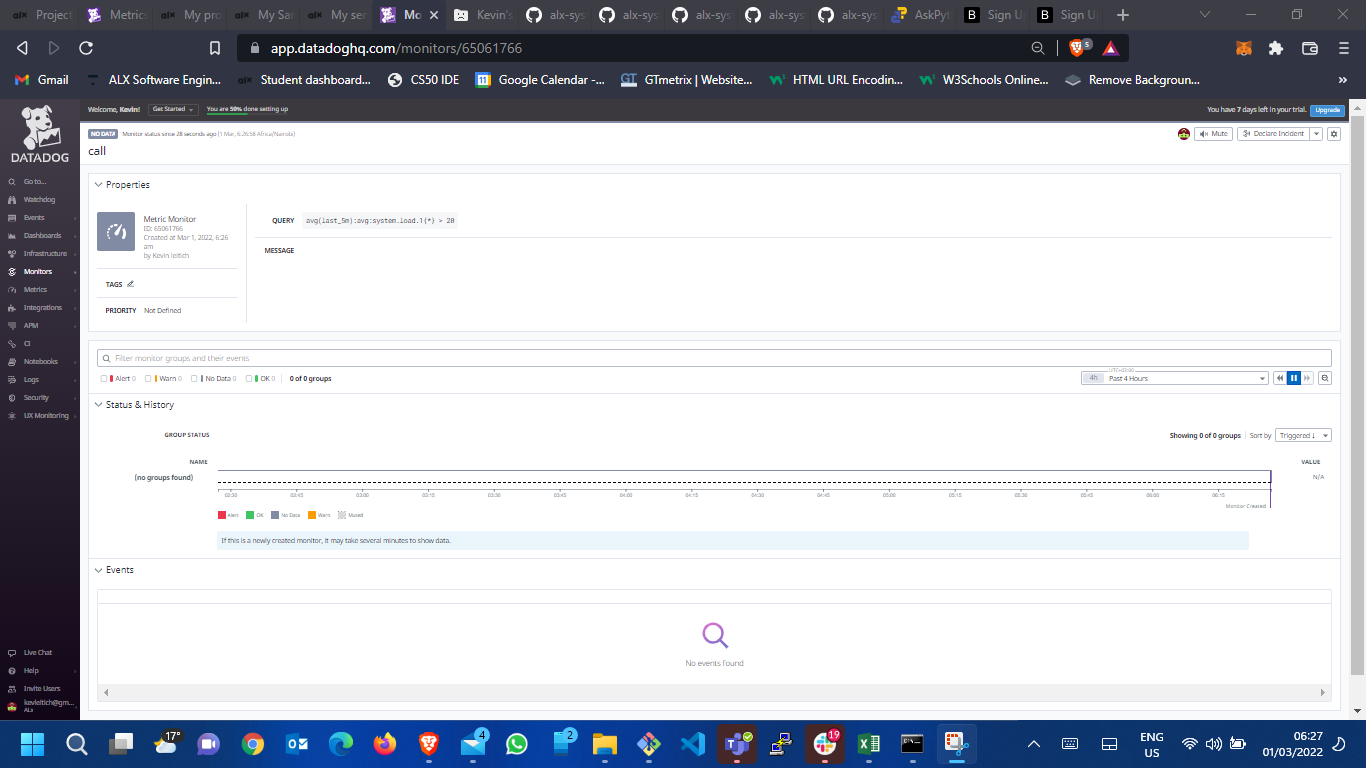 Project
Metrics
My pro
My Sar
My ser
Mo
Kevin's
alx-sys
alx-sys
alx-sys
alx-sys
alx-sys
AskPyt
Sign U
Sign U
app.datadoghq.com/monitors/65061766
5
Gmail
ALX Software Engin...
Student dashboard...
CS50 IDE
Google Calendar -...
GTmetrix | Website...
HTML URL Encodin...
W3Schools Online...
Remove Backgroun...
»
DATADOG
Welcome, Kevin!
Get Started
You are 50% done setting up
You have 7 days left in your trial.
Upgrade
Go to...
Watchdog
Events
Dashboards
Infrastructure
Monitors
Metrics
Integrations
APM
CI
Notebooks
Logs
Security
UX Monitoring
Live Chat
Help
Invite Users
kevleitich@gm...
ALx
NO DATA
Monitor status since 28 seconds ago (1 Mar, 6:26:58 Africa/Nairobi)
Mute
Declare Incident
call
Properties
Metric Monitor
ID: 65061766
Created at Mar 1, 2022, 6:26
am
by Kevin leitich
TAGS
PRIORITY Not Defined
QUERY avg(last_5m):avg:system.load.1{*} > 20
MESSAGE
Filter monitor groups and their events
Alert 0
Warn 0
No Data 0
OK 0
0 of 0 groups
UTC+03:00
4h Past 4 Hours
Status & History
GROUP STATUS
Showing 0 of 0 groups
Sort by
Triggered ↓
NAME
VALUE
(no groups found)
N/A
02:30 02:45 03:00 03:15 03:30 03:45 04:00 04:15 04:30 04:45 05:00 05:15 05:30 05:45 06:00 06:15
Monitor Created
Alert OK No Data Warn Muted
If this is a newly created monitor, it may take several minutes to show data.
Events
No events found
17°
4
2
19
ENG
US
06:27
01/03/2022